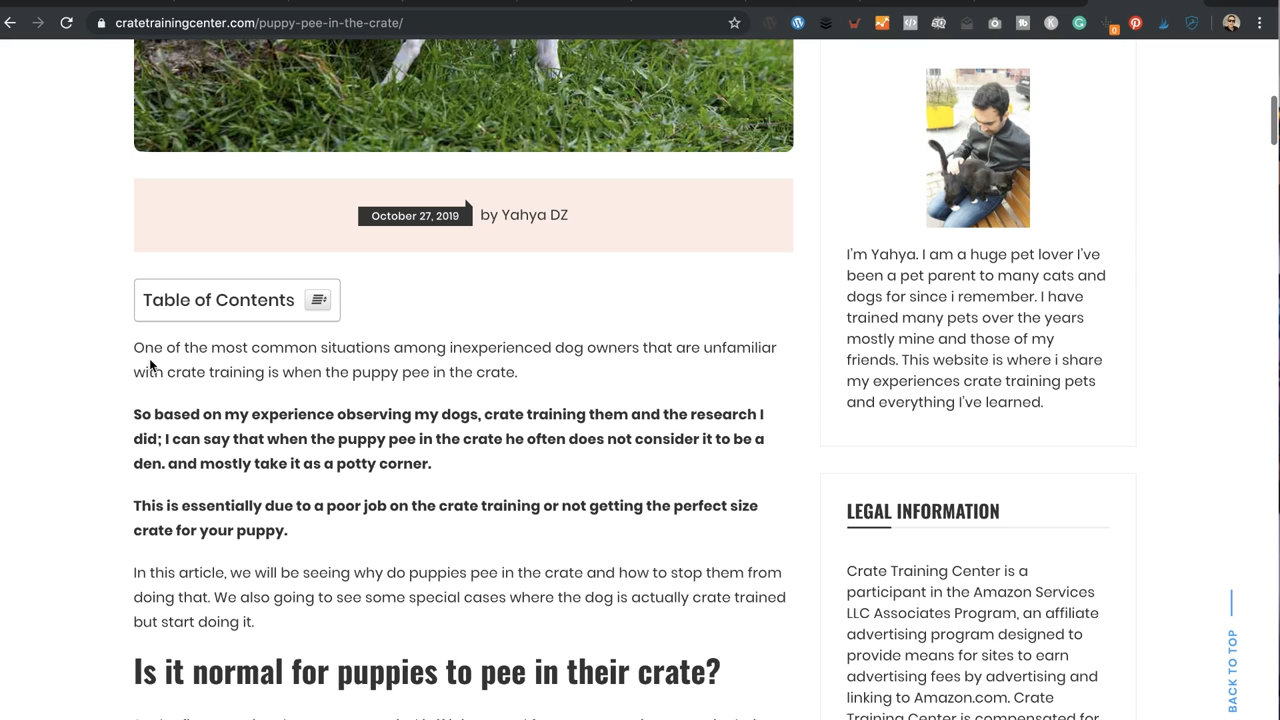 cratetrainingcenter.com/puppy-pee-in-the-crate/
0
October 27, 2019 by Yahya DZ
Table of Contents
One of the most common situations among inexperienced dog owners that are unfamiliar
with crate training is when the puppy pee in the crate.
So based on my experience observing my dogs, crate training them and the research I
did; I can say that when the puppy pee in the crate he often does not consider it to be a
den. and mostly take it as a potty corner.
This is essentially due to a poor job on the crate training or not getting the perfect size
crate for your puppy.
In this article, we will be seeing why do puppies pee in the crate and how to stop them from
doing that. We also going to see some special cases where the dog is actually crate trained
but start doing it.
Is it normal for puppies to pee in their crate?
I'm Yahya. I am a huge pet lover I've
been a pet parent to many cats and
dogs for since i remember. I have
trained many pets over the years
mostly mine and those of my
friends. This website is where i share
my experiences crate training pets
and everything I've learned.
LEGAL INFORMATION
Crate Training Center is a
participant in the Amazon Services
LLC Associates Program, an affiliate
advertising program designed to
provide means for sites to earn
advertising fees by advertising and
linking to Amazon.com. Crate
Training Center is compensated for
BACK TO TOP